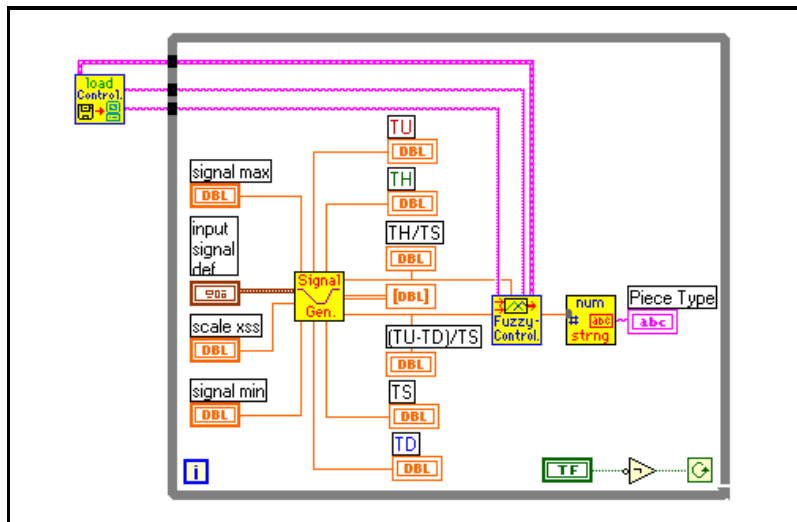 load
Control.
TU
DBL
signal max
DBL
TH
DBL
input
signal
def
TH/TS
DBL
Signal
Gen.
[DBL]
Fuzzy-
Control.
num
# abc
strng
Piece Type
abc
scale xss
DBL
(TU-TD)/TS
DBL
signal min
DBL
TS
DBL
TD
DBL
i
TF